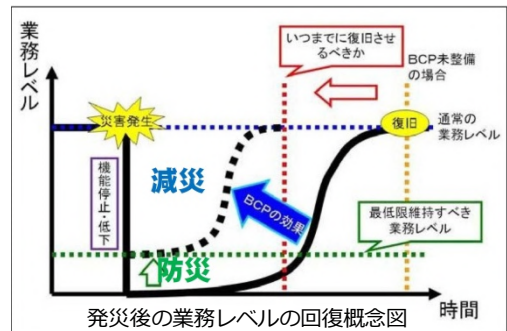 業務レベル
いつまでに復旧させ
るべきか
BCP未整備
の場合
災害発生
復旧
通常の
業務レベル
機能停止・低下
減災
BCPの効果
最低限維持すべき
業務レベル
防災
時間
発災後の業務レベルの回復概念図